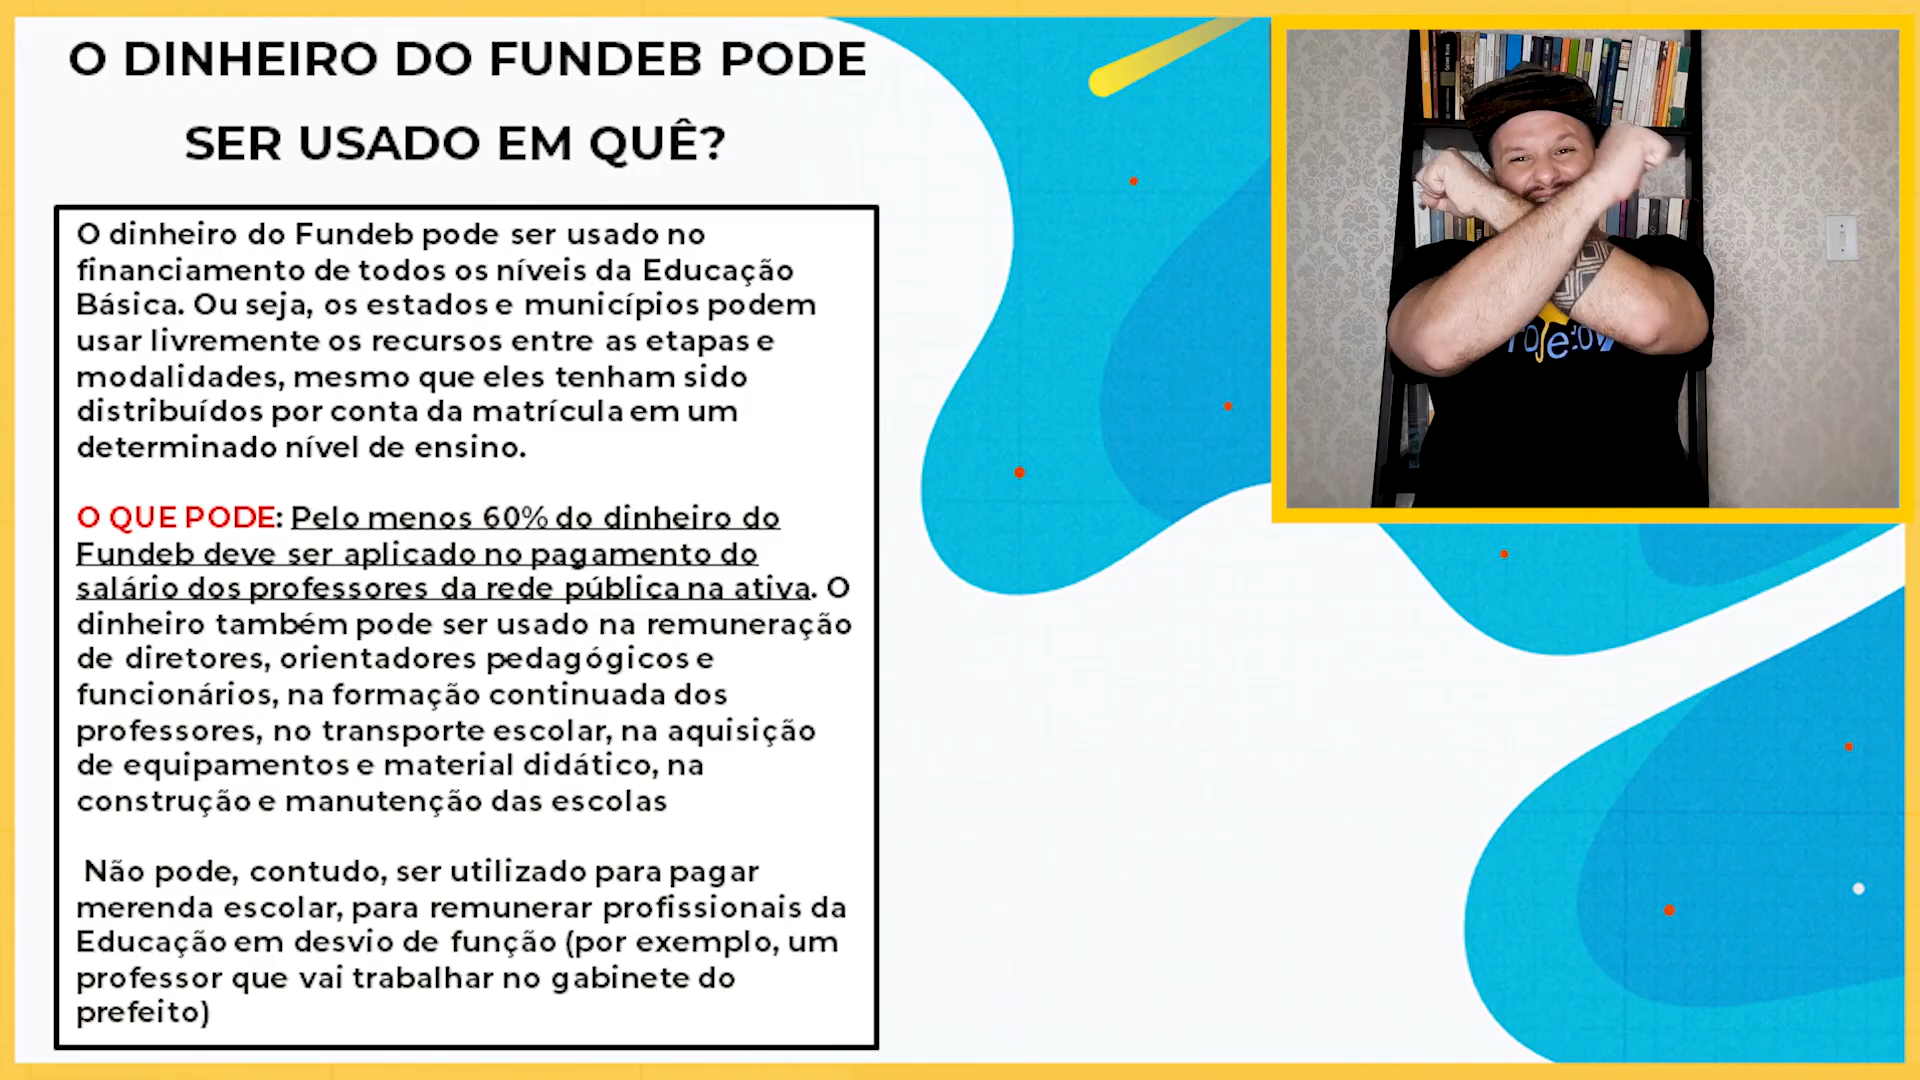 O DINHEIRO DO FUNDEB PODE
SER USADO EM QUÊ?
O dinheiro do Fundeb pode ser usado no
financiamento de todos os níveis da Educação
Básica. Ou seja, os estados e municípios podem
usar livremente os recursos entre as etapas e
modalidades, mesmo que eles tenham sido
distribuídos por conta da matrícula em um
determinado nível de ensino.
O QUE PODE: Pelo menos 60% do dinheiro do
Fundeb deve ser aplicado no pagamento do
salário dos professores da rede pública na ativa. O
dinheiro também pode ser usado na remuneração
de diretores, orientadores pedagógicos e
funcionários, na formação continuada dos
professores, no transporte escolar, na aquisição
de equipamentos e material didático, na
construção e manutenção das escolas
Não pode, contudo, ser utilizado para pagar
merenda escolar, para remunerar profissionais da
Educação em desvio de função (por exemplo, um
professor que vai trabalhar no gabinete do
prefeito)